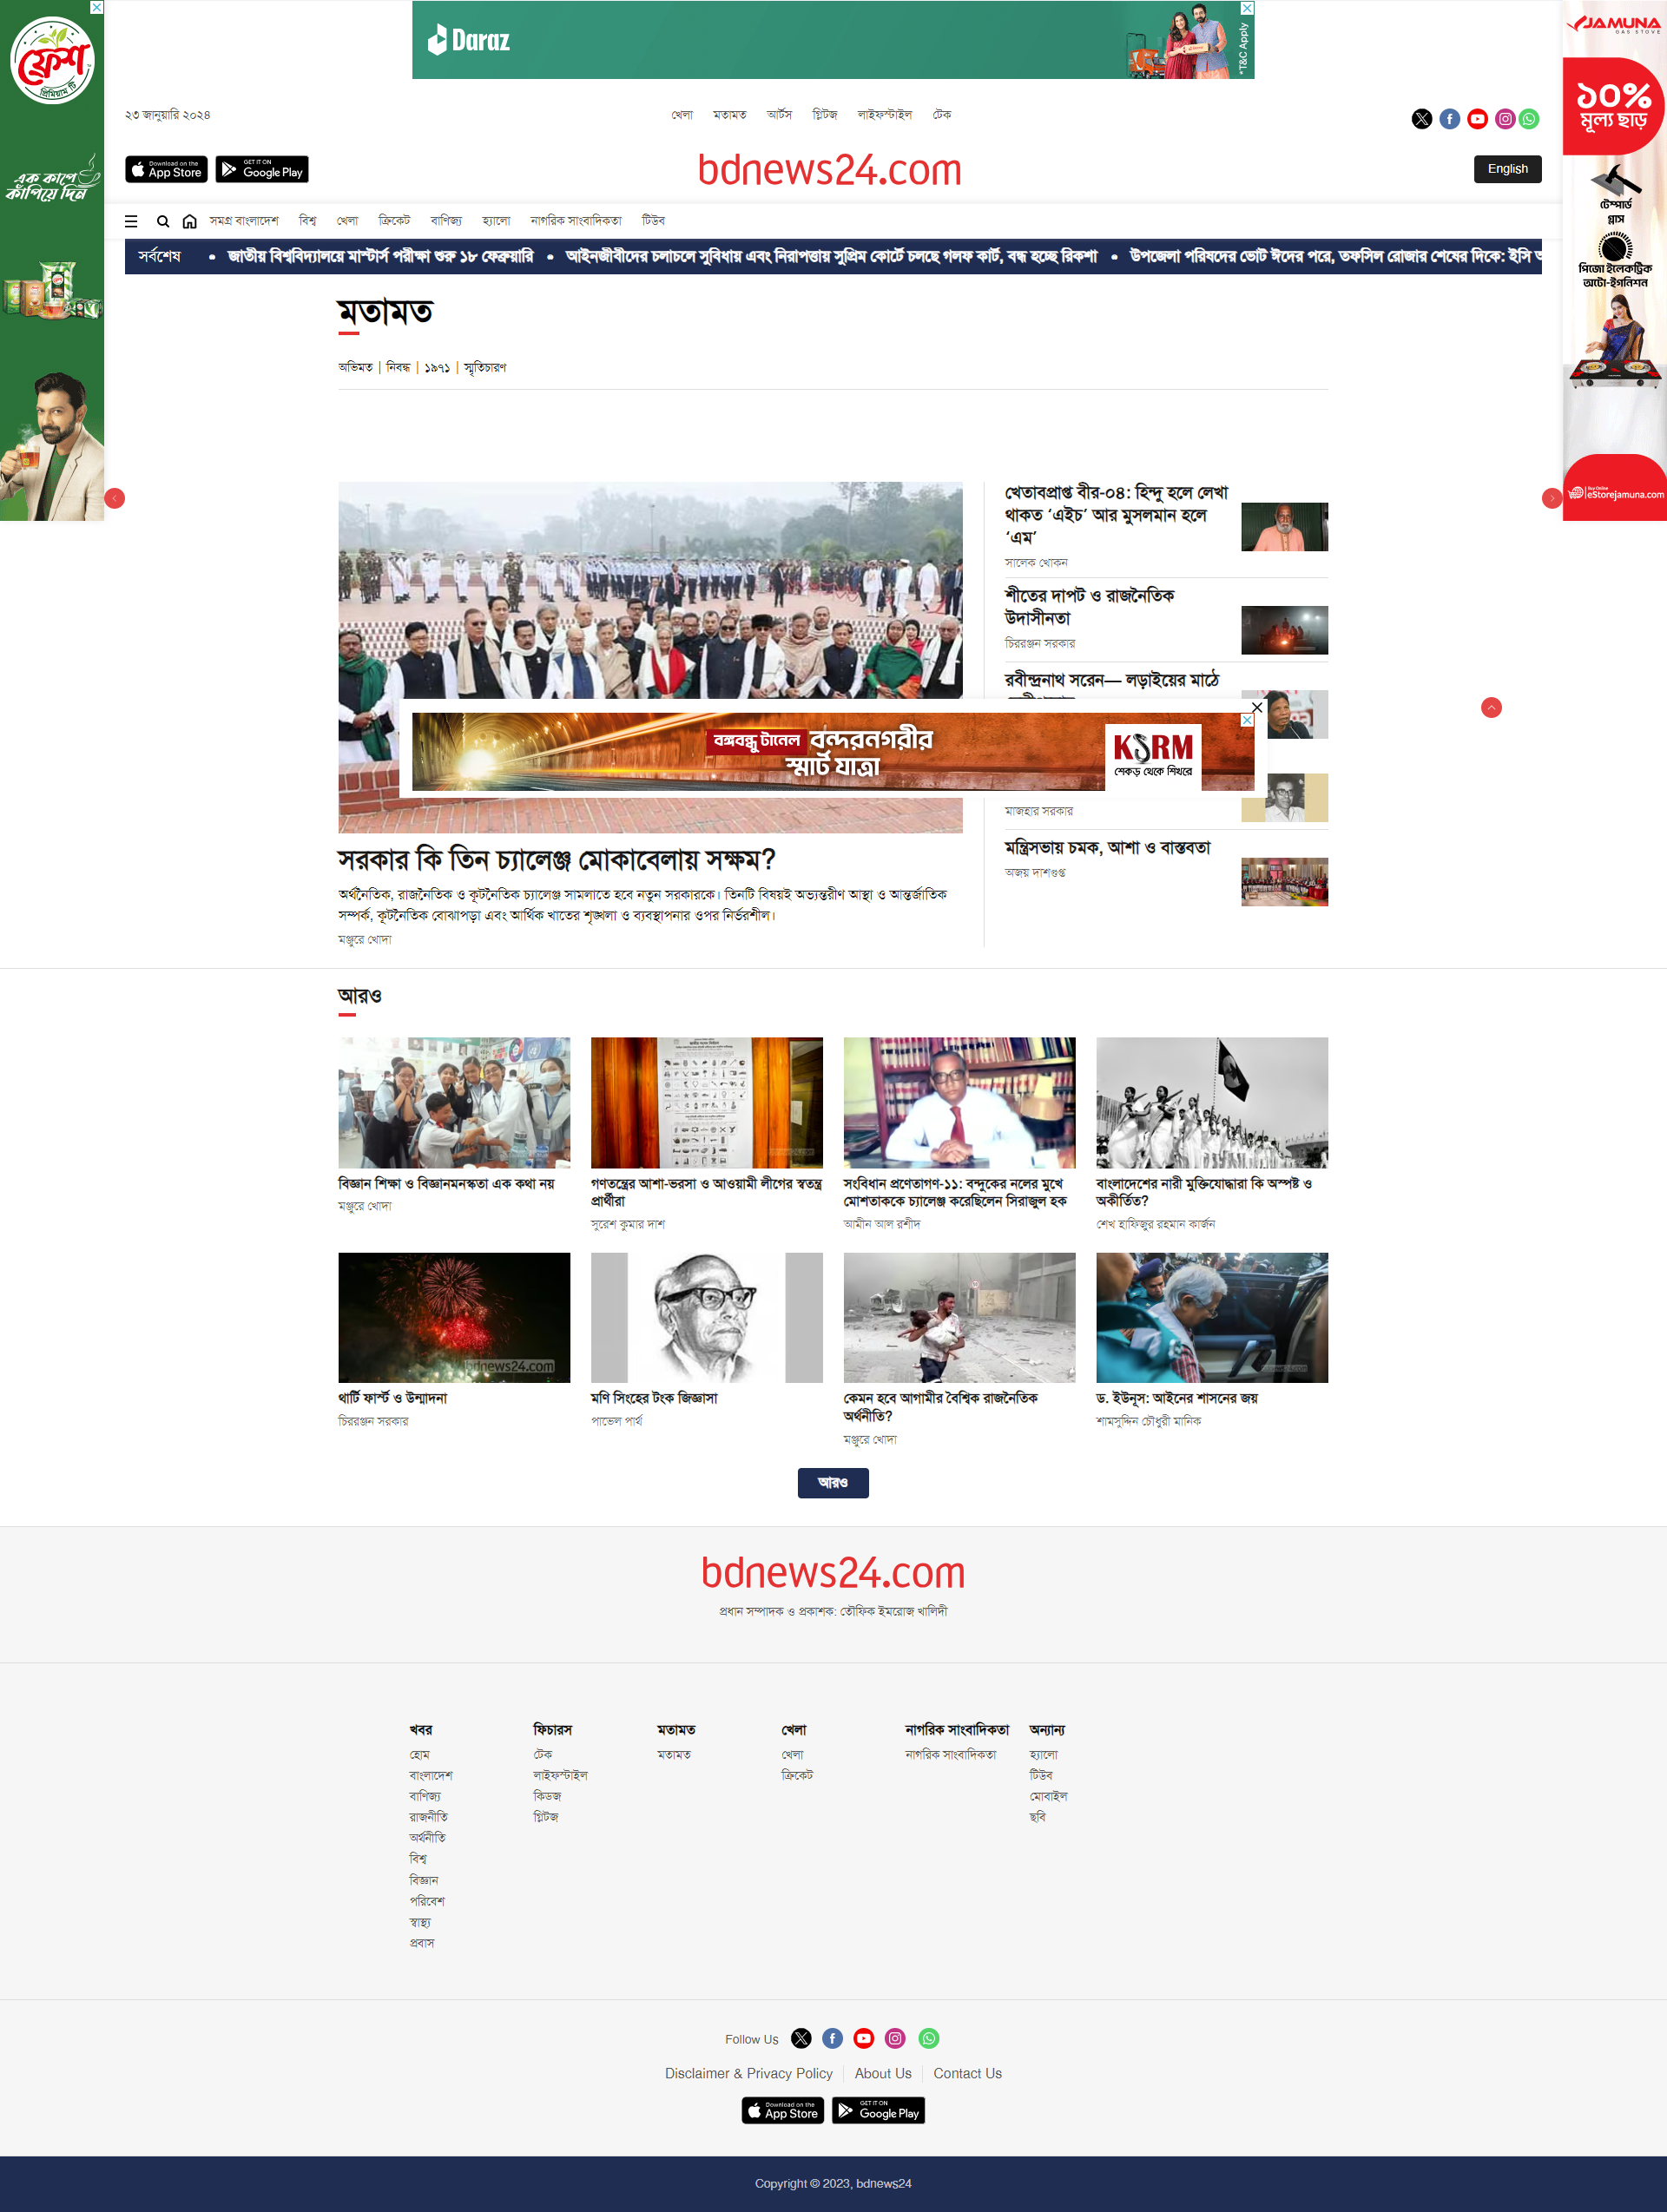 ফ্রেশ
প্রিমিয়াম টি
এক কাপে
কাঁপিয়ে দিন
Daraz
*T&C Apply
JAMUNA
GAS STOVE
১০%
মূল্য ছাড়
টেম্পার্ড
গ্লাস
পিজো ইলেকট্রিক
অটো-ইগনিশন
Buy Online
eStorejamuna.com
২৩ জানুয়ারি ২০২৪
খেলা মতামত আর্টস গ্লিটজ লাইফস্টাইল টেক
Download on the App Store
GET IT ON Google Play
bdnews24.com
English
সমগ্র বাংলাদেশ বিশ্ব খেলা ক্রিকেট বাণিজ্য হ্যালো নাগরিক সাংবাদিকতা টিউব
সর্বশেষ • জাতীয় বিশ্ববিদ্যালয়ে মাস্টার্স পরীক্ষা শুরু ১৮ ফেব্রুয়ারি • আইনজীবীদের চলাচলে সুবিধায় এবং নিরাপত্তায় সুপ্রিম কোর্টে চলছে গলফ কার্ট, বন্ধ হচ্ছে রিকশা • উপজেলা পরিষদের ভোট ঈদের পরে, তফসিল রোজার শেষের দিকে: ইসি
মতামত
অভিমত | নিবন্ধ | ১৯৭১ | স্মৃতিচারণ
খেতাবপ্রাপ্ত বীর-০৪: হিন্দু হলে লেখা
থাকত ‘এইচ’ আর মুসলমান হলে
‘এম’
সালেক খোকন
শীতের দাপট ও রাজনৈতিক
উদাসীনতা
চিররঞ্জন সরকার
রবীন্দ্রনাথ সরেন— লড়াইয়ের মাঠে
বঙ্গবন্ধু টানেল বন্দরনগরীর
স্মার্ট যাত্রা
KSRM
শেকড় থেকে শিখরে
মাজহার সরকার
মন্ত্রিসভায় চমক, আশা ও বাস্তবতা
অজয় দাশগুপ্ত
সরকার কি তিন চ্যালেঞ্জ মোকাবেলায় সক্ষম?
অর্থনৈতিক, রাজনৈতিক ও কূটনৈতিক চ্যালেঞ্জ সামলাতে হবে নতুন সরকারকে। তিনটি বিষয়ই অভ্যন্তরীণ আস্থা ও আন্তর্জাতিক
সম্পর্ক, কূটনৈতিক বোঝাপড়া এবং আর্থিক খাতের শৃঙ্খলা ও ব্যবস্থাপনার ওপর নির্ভরশীল।
মঞ্জুরে খোদা
আরও
বিজ্ঞান শিক্ষা ও বিজ্ঞানমনস্কতা এক কথা নয়
মঞ্জুরে খোদা
গণতন্ত্রের আশা-ভরসা ও আওয়ামী লীগের স্বতন্ত্র
প্রার্থীরা
সুরেশ কুমার দাশ
সংবিধান প্রণেতাগণ-১১: বন্দুকের নলের মুখে
মোশতাককে চ্যালেঞ্জ করেছিলেন সিরাজুল হক
আমীন আল রশীদ
বাংলাদেশের নারী মুক্তিযোদ্ধারা কি অস্পষ্ট ও
অকীর্তিত?
শেখ হাফিজুর রহমান কার্জন
bdnews24.com
থার্টি ফার্স্ট ও উন্মাদনা
চিররঞ্জন সরকার
মণি সিংহের টংক জিজ্ঞাসা
পাভেল পার্থ
কেমন হবে আগামীর বৈশ্বিক রাজনৈতিক
অর্থনীতি?
মঞ্জুরে খোদা
ড. ইউনূস: আইনের শাসনের জয়
শামসুদ্দিন চৌধুরী মানিক
আরও
bdnews24.com
প্রধান সম্পাদক ও প্রকাশক: তৌফিক ইমরোজ খালিদী
খবর
হোম
বাংলাদেশ
বাণিজ্য
রাজনীতি
অর্থনীতি
বিশ্ব
বিজ্ঞান
পরিবেশ
স্বাস্থ্য
প্রবাস
ফিচারস
টেক
লাইফস্টাইল
কিডজ
গ্লিটজ
মতামত
মতামত
খেলা
খেলা
ক্রিকেট
নাগরিক সাংবাদিকতা
নাগরিক সাংবাদিকতা
অন্যান্য
হ্যালো
টিউব
মোবাইল
ছবি
Follow Us
Disclaimer & Privacy Policy About Us Contact Us
Download on the App Store
GET IT ON Google Play
Copyright © 2023, bdnews24